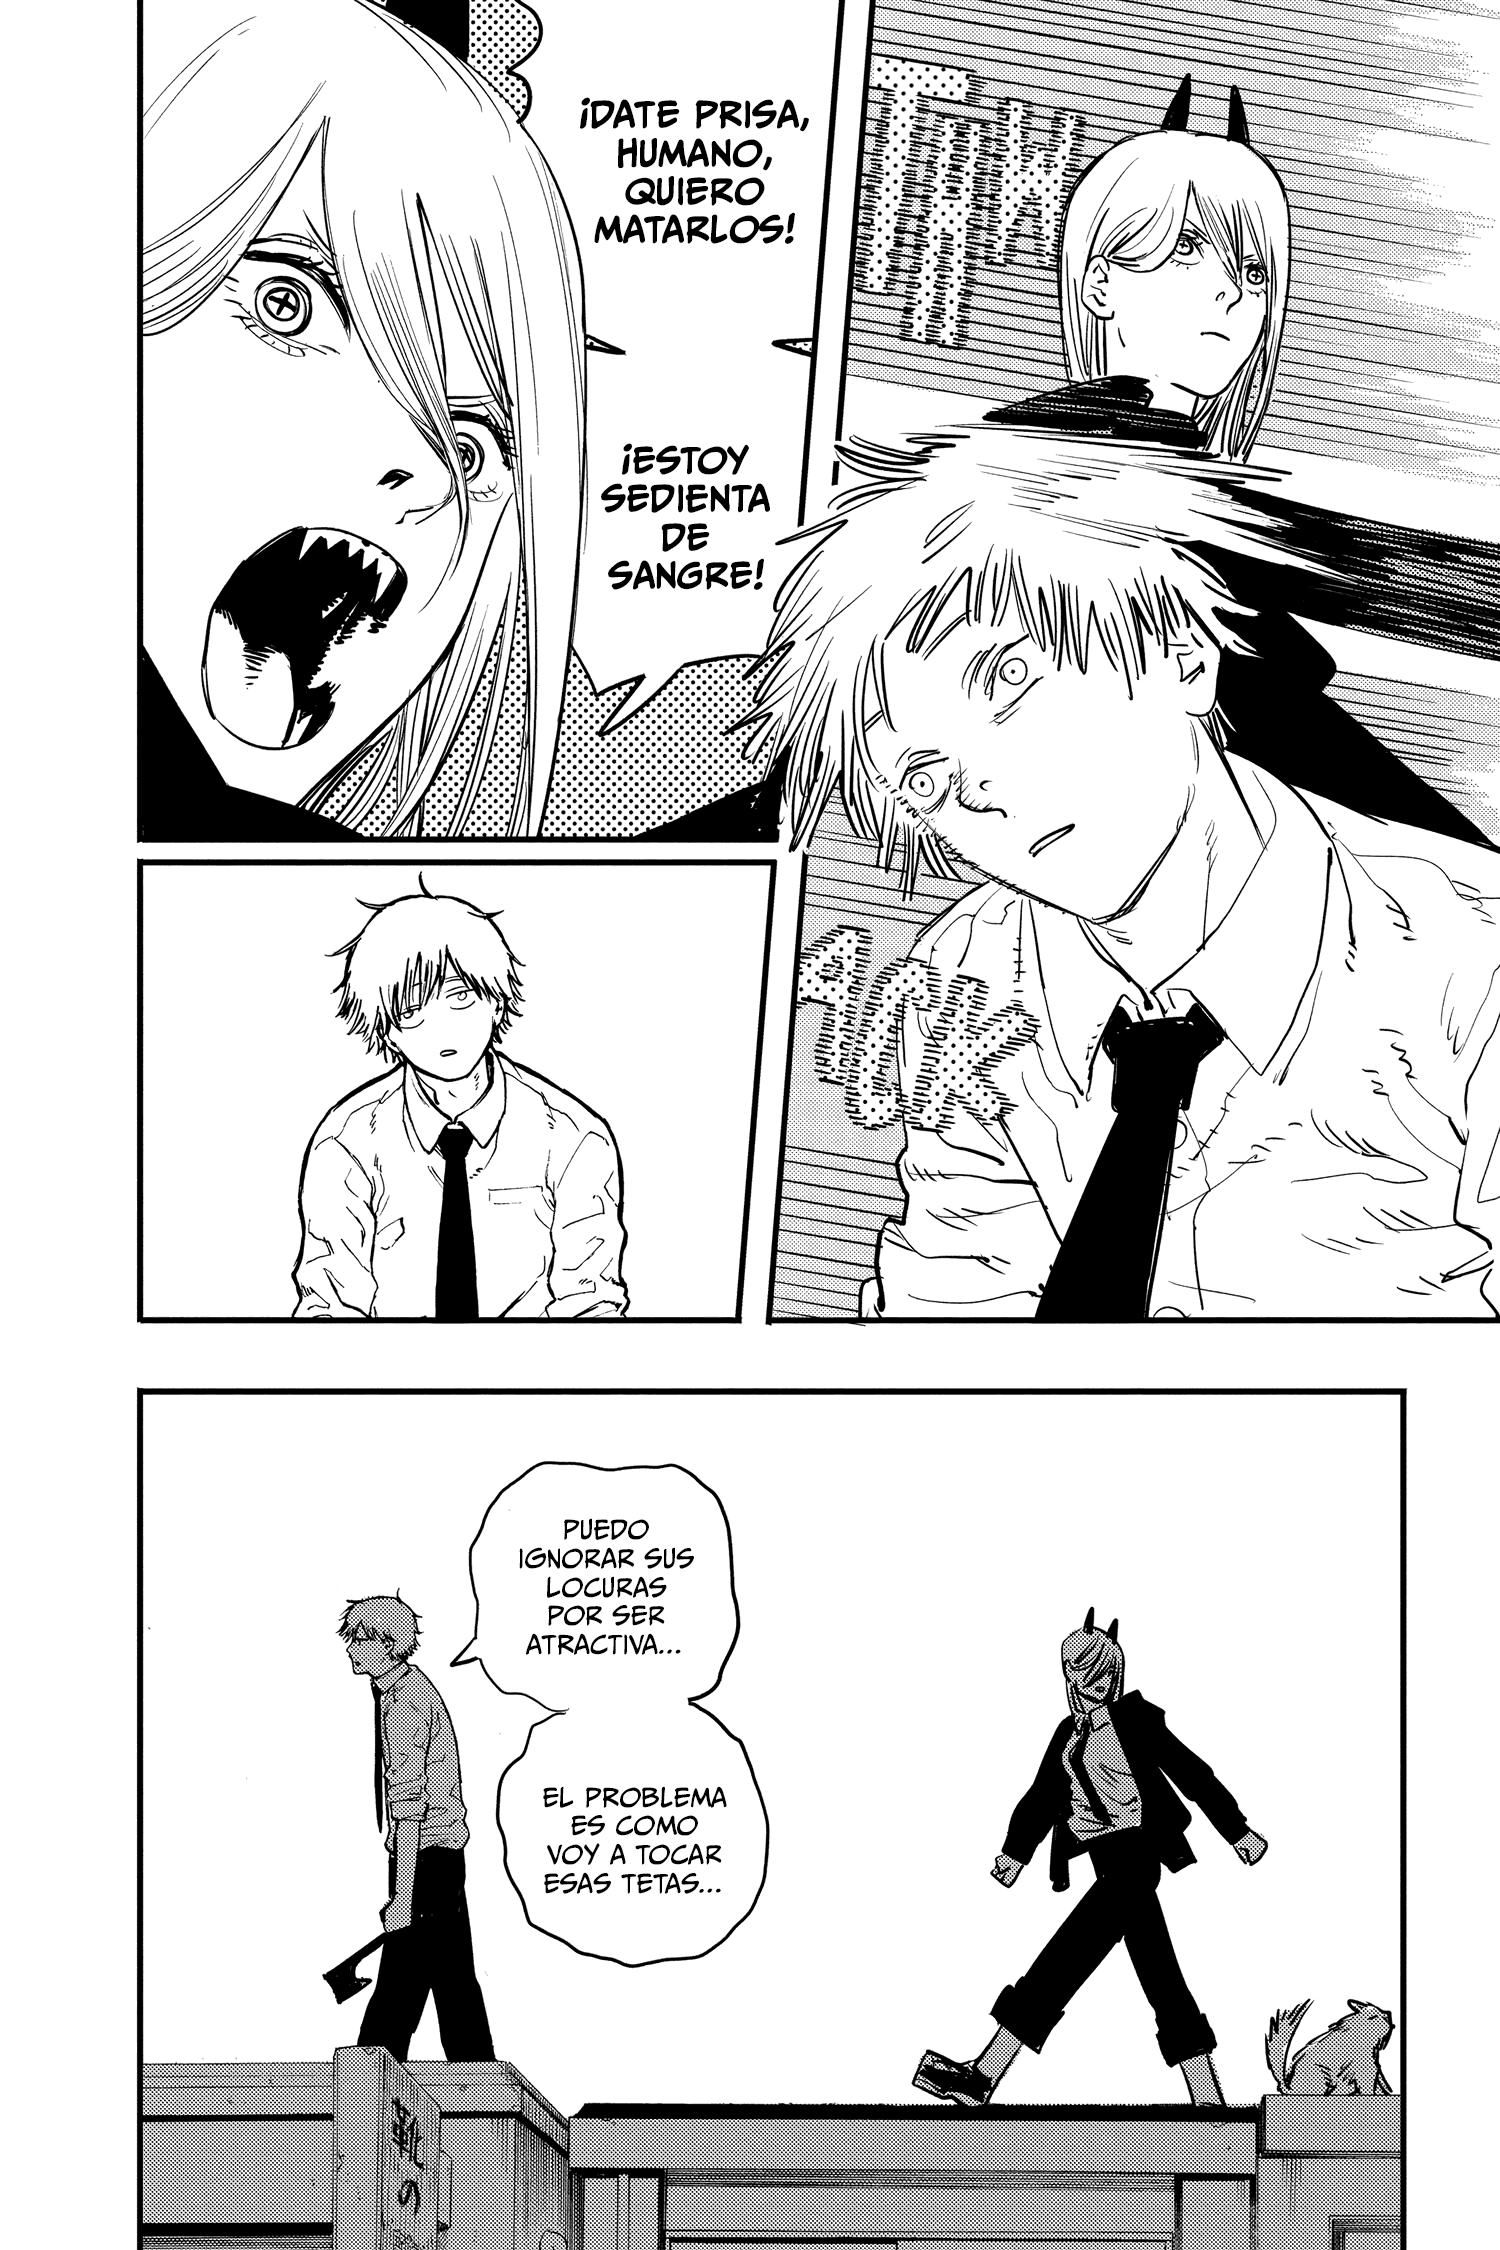 THWACK
¡DATE PRISA,
HUMANO,
QUIERO
MATARLOS!
¡ESTOY
SEDIENTA
DE
SANGRE!
PUEDO
IGNORAR SUS
LOCURAS
POR SER
ATRACTIVA...
EL PROBLEMA
ES COMO
VOY A TOCAR
ESAS TETAS...